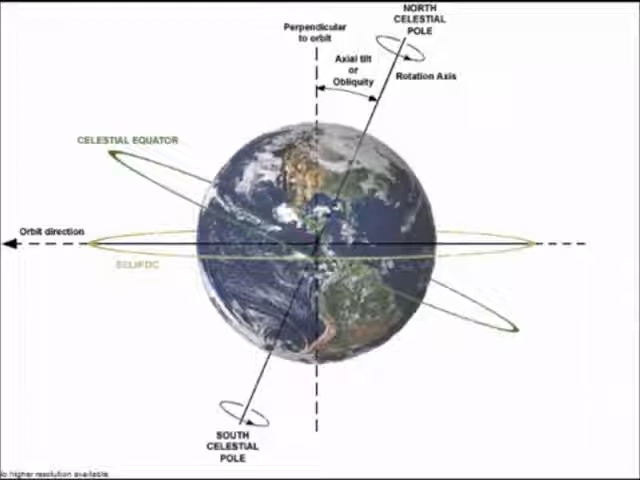 NORTH
CELESTIAL
POLE
Perpendicular
to orbit
Axial tilt
or
Obliquity
Rotation Axis
CELESTIAL EQUATOR
Orbit direction
SOUTH
CELESTIAL
POLE
No higher resolution available.